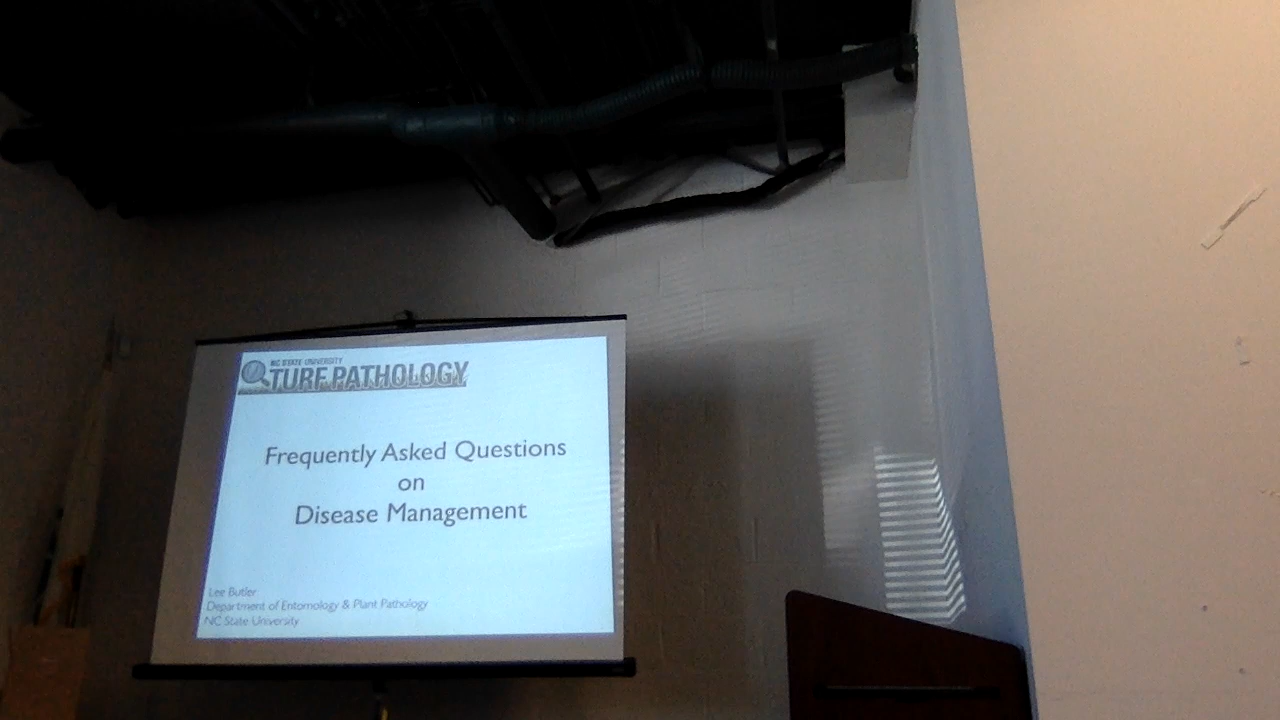 NC STATE UNIVERSITY
TURF PATHOLOGY
Frequently Asked Questions
on
Disease Management
Lee Butler
Department of Entomology & Plant Pathology
NC State University